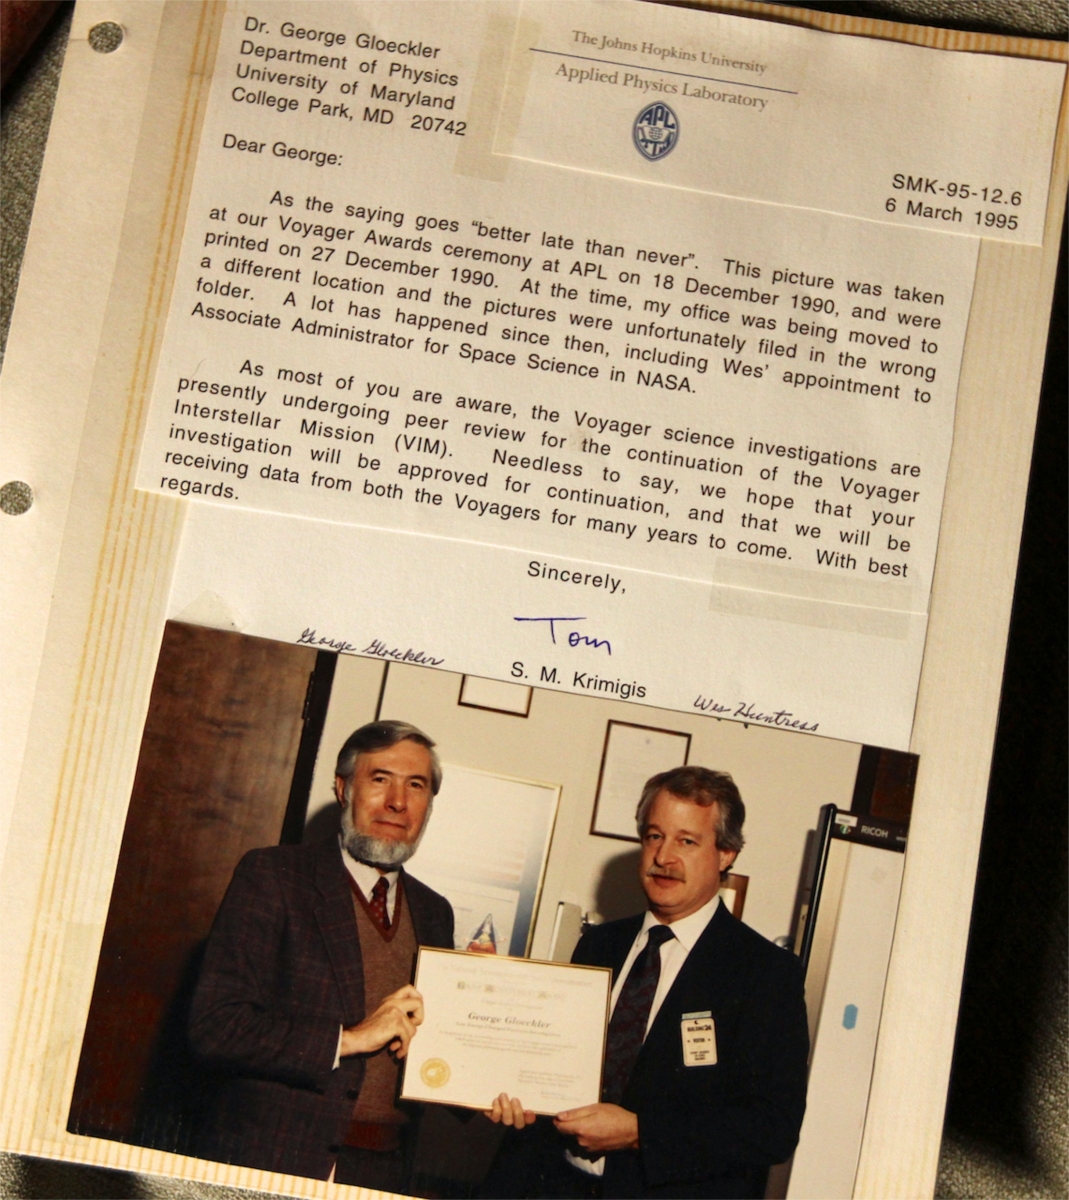 Dr. George Gloeckler
Department of Physics
University of Maryland
College Park, MD 20742
The Johns Hopkins University
Applied Physics Laboratory
APL
SMK-95-12.6
6 March 1995
Dear George:
As the saying goes “better late than never”. This picture was taken
at our Voyager Awards ceremony at APL on 18 December 1990, and were
printed on 27 December 1990. At the time, my office was being moved to
a different location and the pictures were unfortunately filed in the wrong
folder. A lot has happened since then, including Wes’ appointment to
Associate Administrator for Space Science in NASA.
As most of you are aware, the Voyager science investigations are
presently undergoing peer review for the continuation of the Voyager
Interstellar Mission (VIM). Needless to say, we hope that your
investigation will be approved for continuation, and that we will be
receiving data from both the Voyagers for many years to come. With best
regards.
Sincerely,
Tom
S. M. Krimigis
George Gloeckler
Wes Huntress
RICOH
George Gloeckler
BUILDING
VISITOR